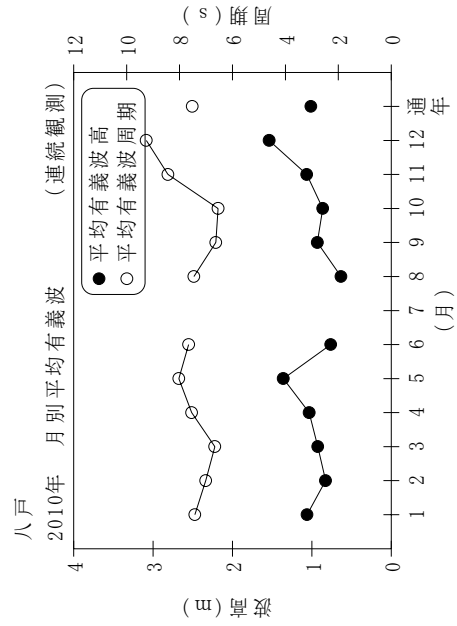 八戸
2010年 月別平均有義波 (連続観測)
● 平均有義波高
○ 平均有義波周期
波高(m)
4
3
2
1
0
周期(s)
12
10
8
6
4
2
0
1 2 3 4 5 6 7 8 9 10 11 12 通年
(月)